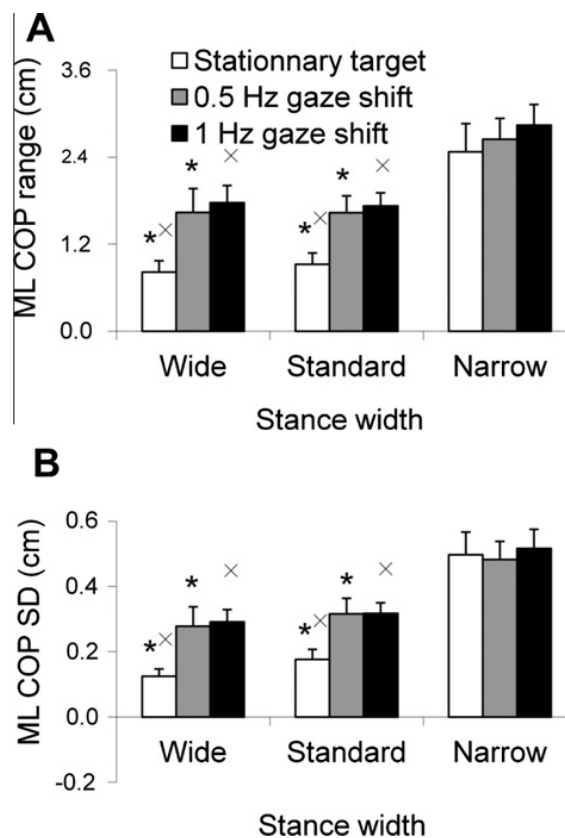 A
Stationnary target
0.5 Hz gaze shift
1 Hz gaze shift
ML COP range (cm)
3.6
2.4
1.2
0.0
* × * × * × * ×
Wide Standard Narrow
Stance width
B
ML COP SD (cm)
0.6
0.4
0.2
0.0
-0.2
* × * × * × * ×
Wide Standard Narrow
Stance width